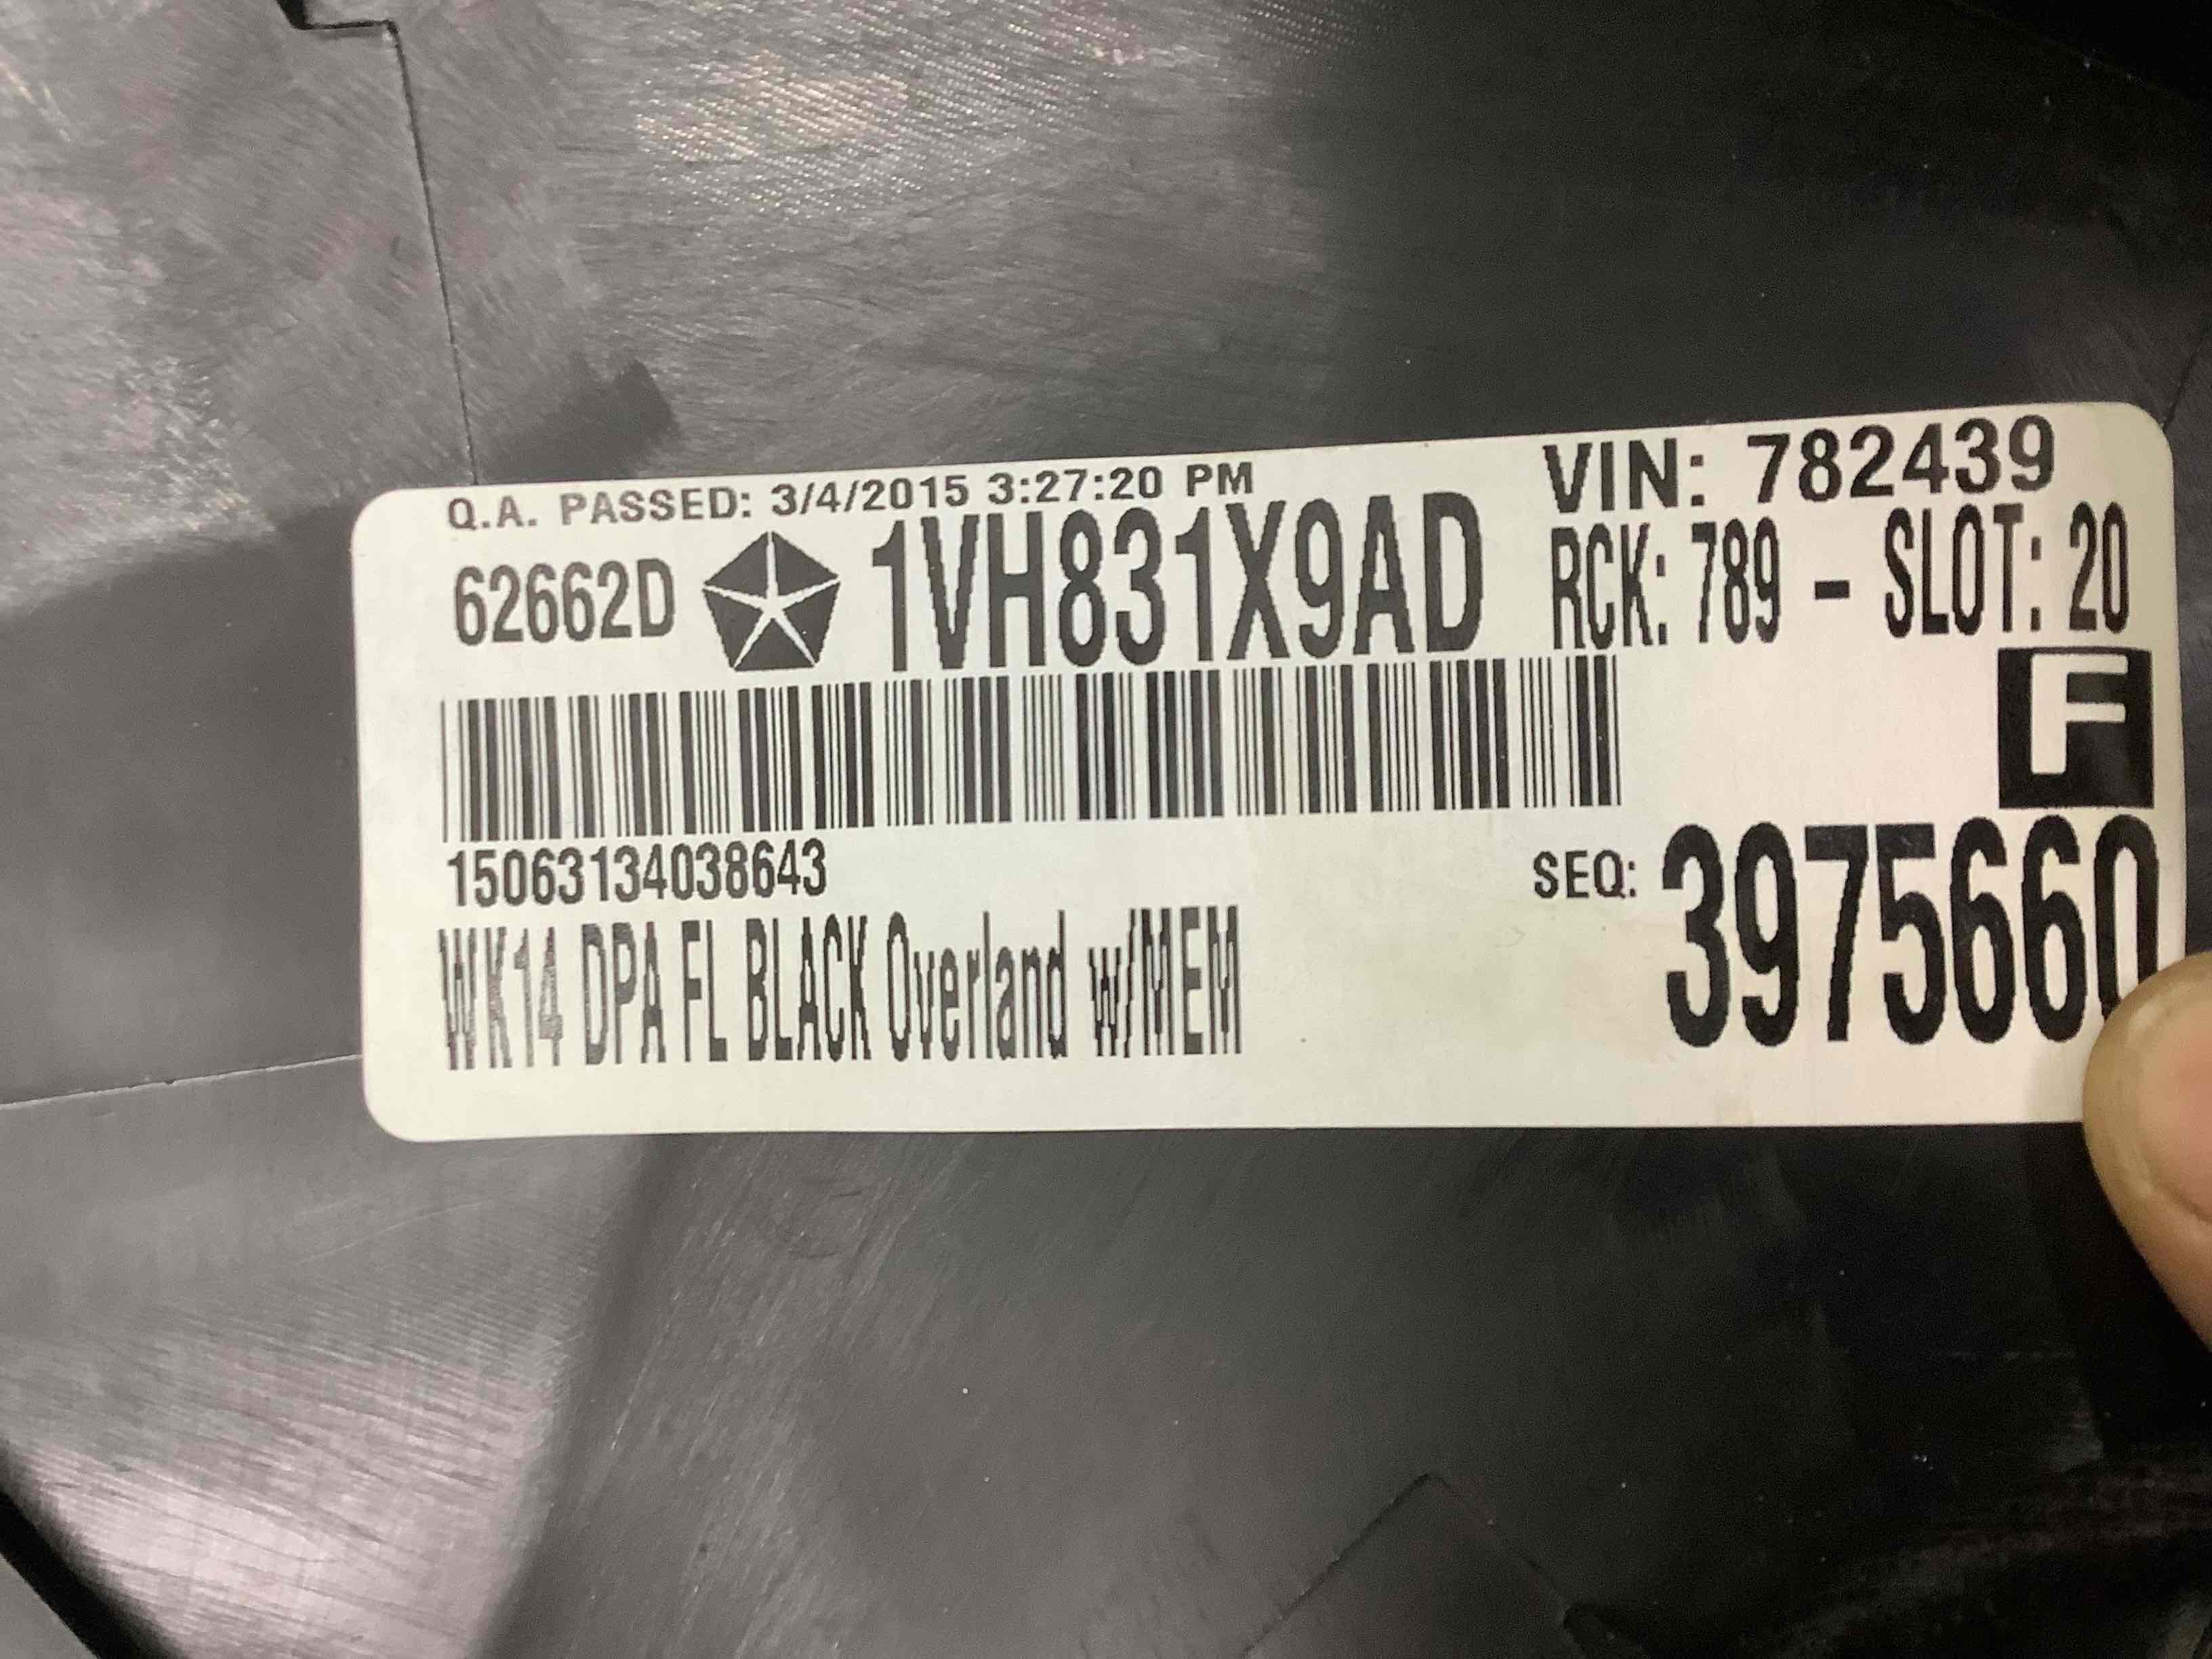 Q.A. PASSED: 3/4/2015 3:27:20 PM
VIN: 782439
62662D 1VH831X9AD RCK: 789 - SLOT: 20
F
15063134038643
SEQ: 3975660
WK14 DPA FL BLACK Overland w/MEM